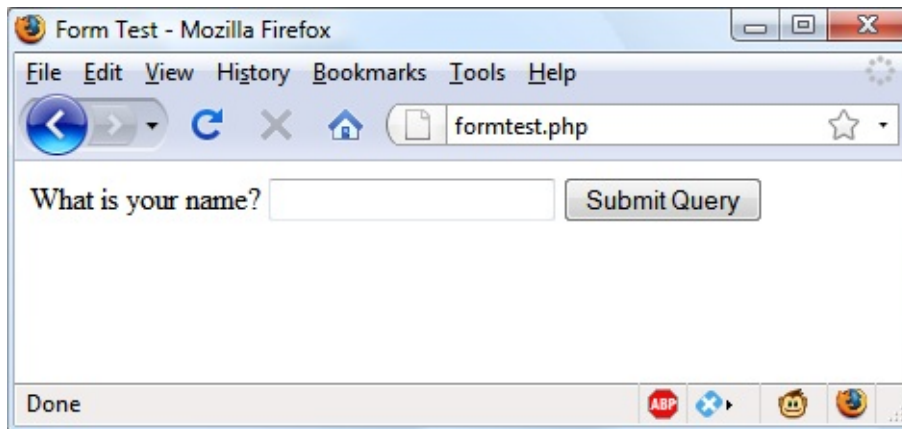 Form Test - Mozilla Firefox
File Edit View History Bookmarks Tools Help
formtest.php
What is your name? Submit Query
Done ABP